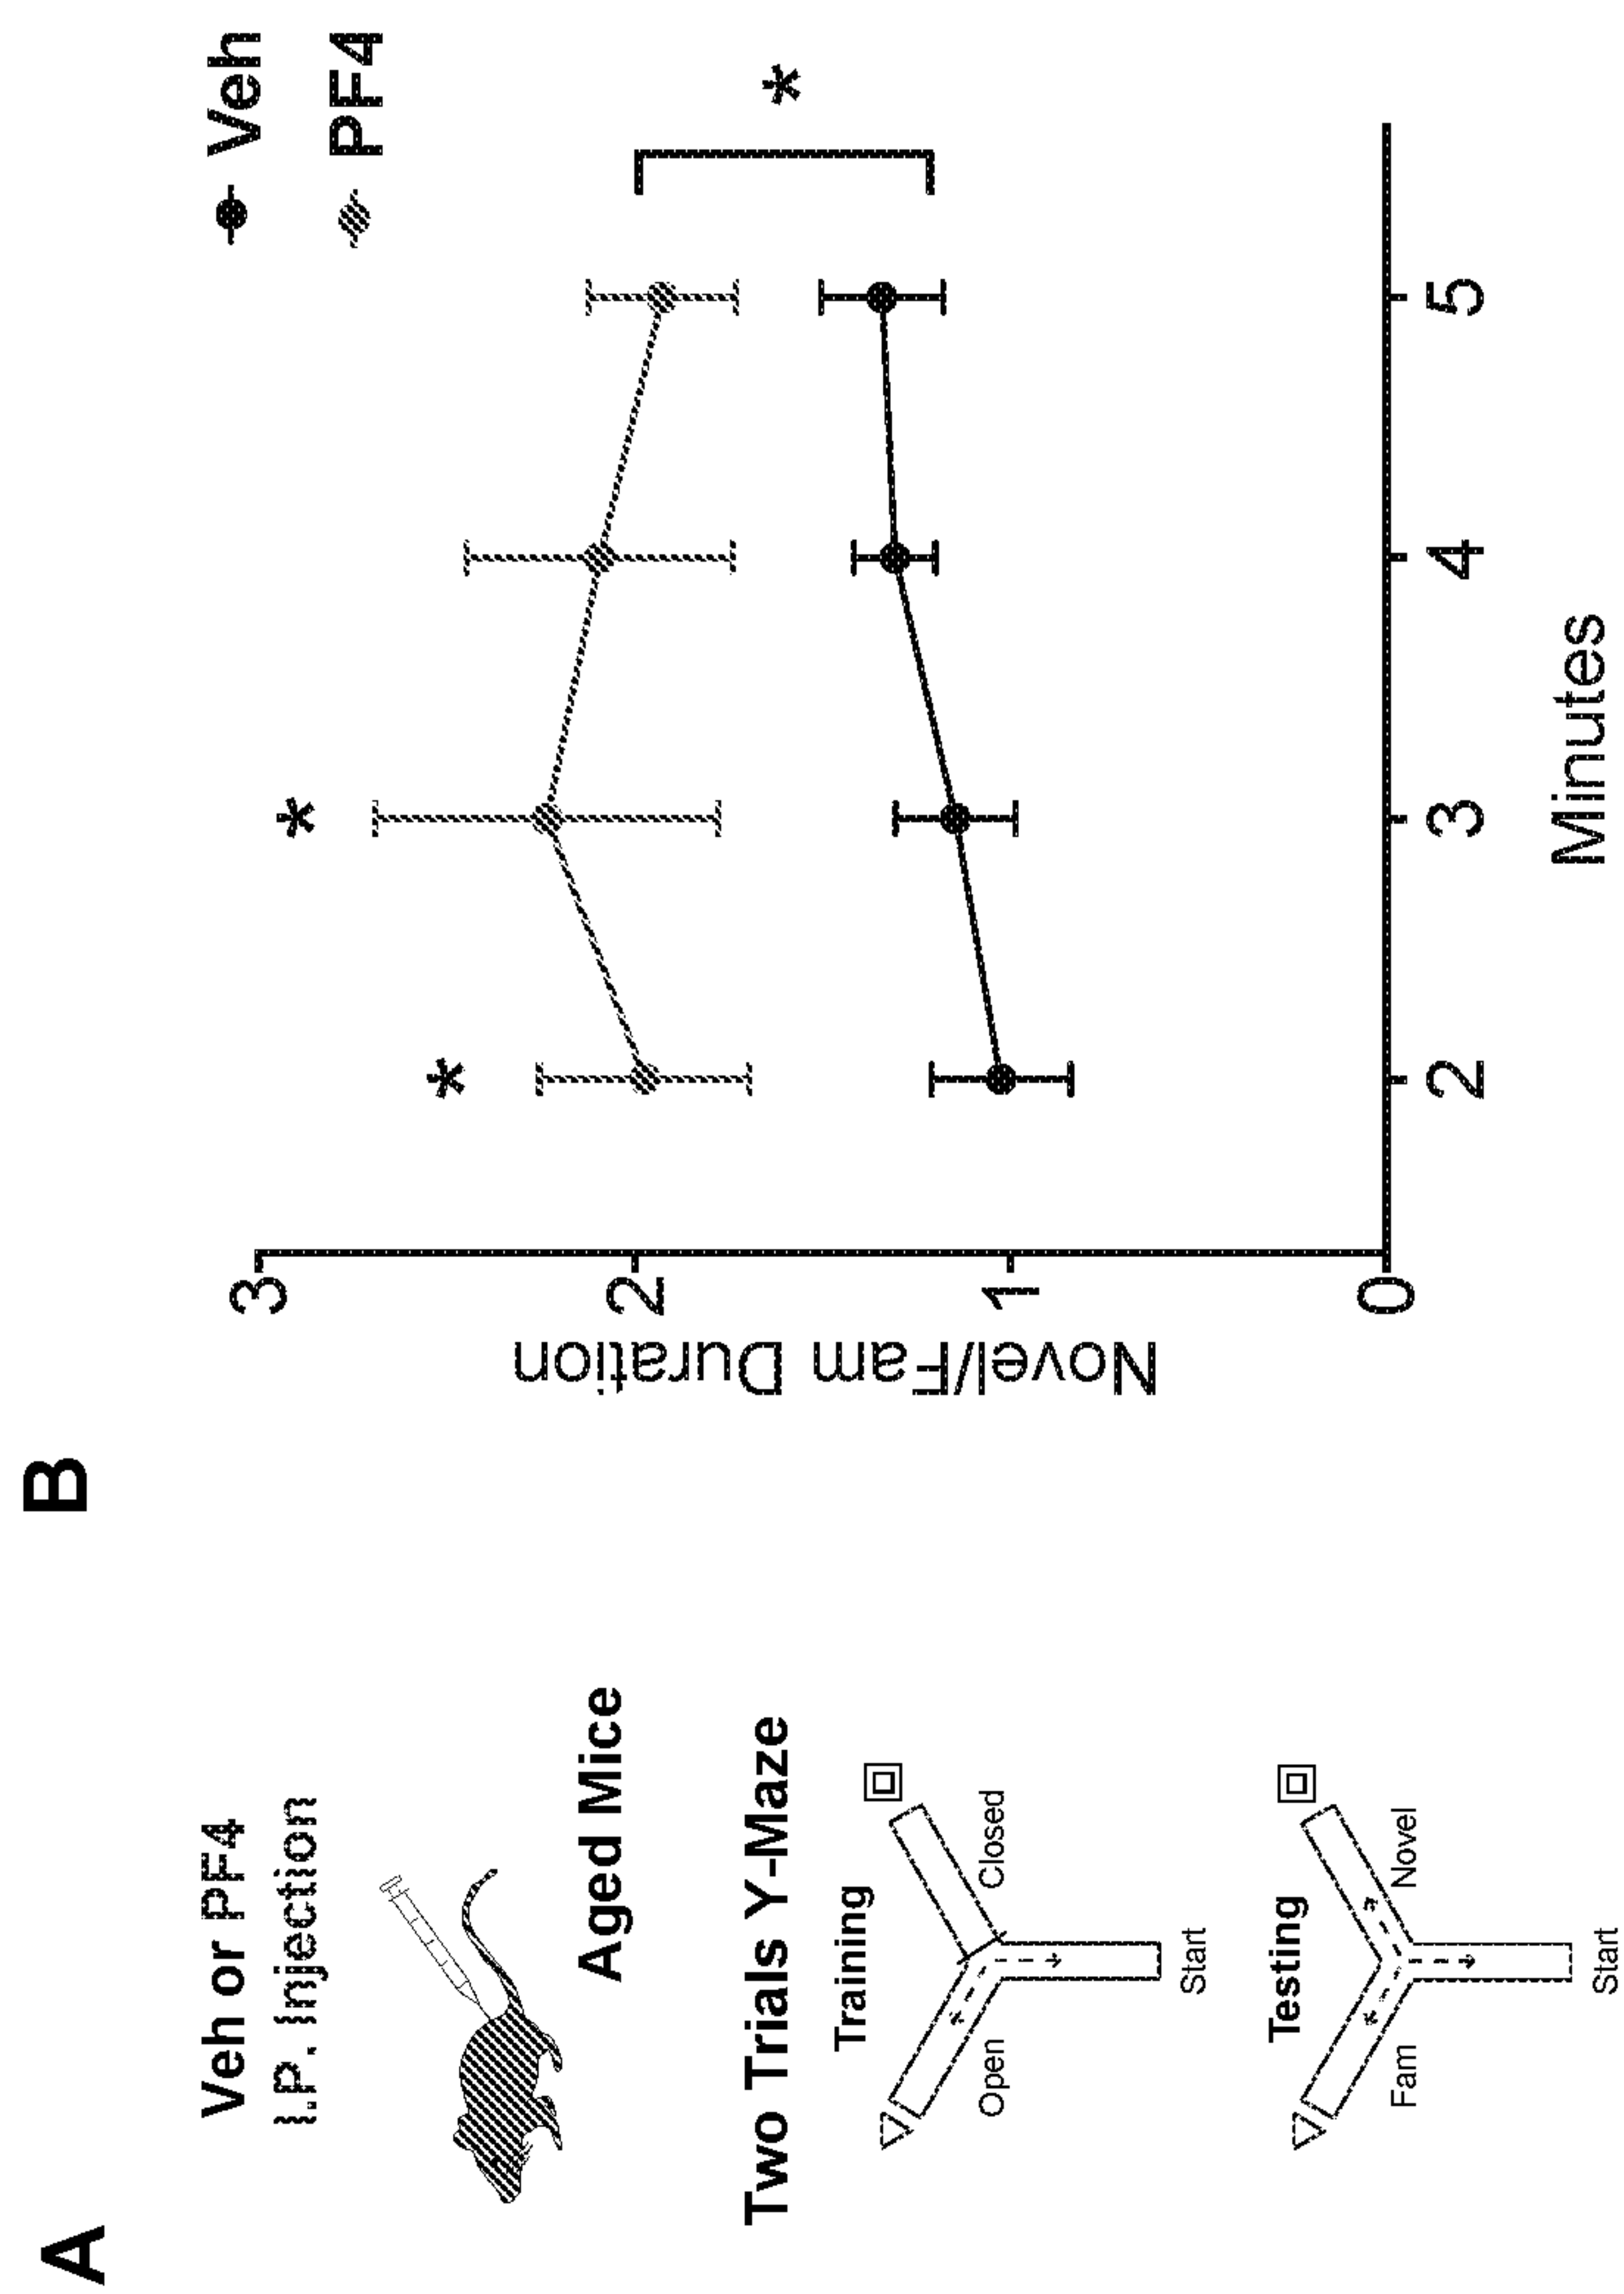 A
Veh or PF4
I.P. Injection
Aged Mice
Two Trials Y-Maze
Training
Open
Closed
Start
Testing
Fam
Novel
Start
B
Veh
PF4
Novel/Fam Duration
3
2
1
0
*
*
*
2
3
4
5
Minutes